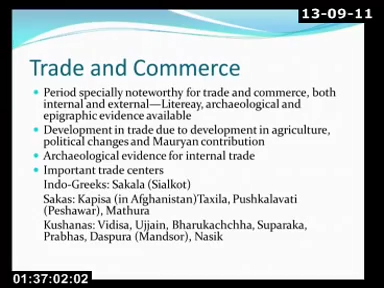 13-09-11
Trade and Commerce
Period specially noteworthy for trade and commerce, both
internal and external—Litereay, archaeological and
epigraphic evidence available
Development in trade due to development in agriculture,
political changes and Mauryan contribution
Archaeological evidence for internal trade
Important trade centers
Indo-Greeks: Sakala (Sialkot)
Sakas: Kapisa (in Afghanistan)Taxila, Pushkalavati
(Peshawar), Mathura
Kushanas: Vidisa, Ujjain, Bharukachchha, Suparaka,
Prabhas, Daspura (Mandsor), Nasik
01:37:02:02